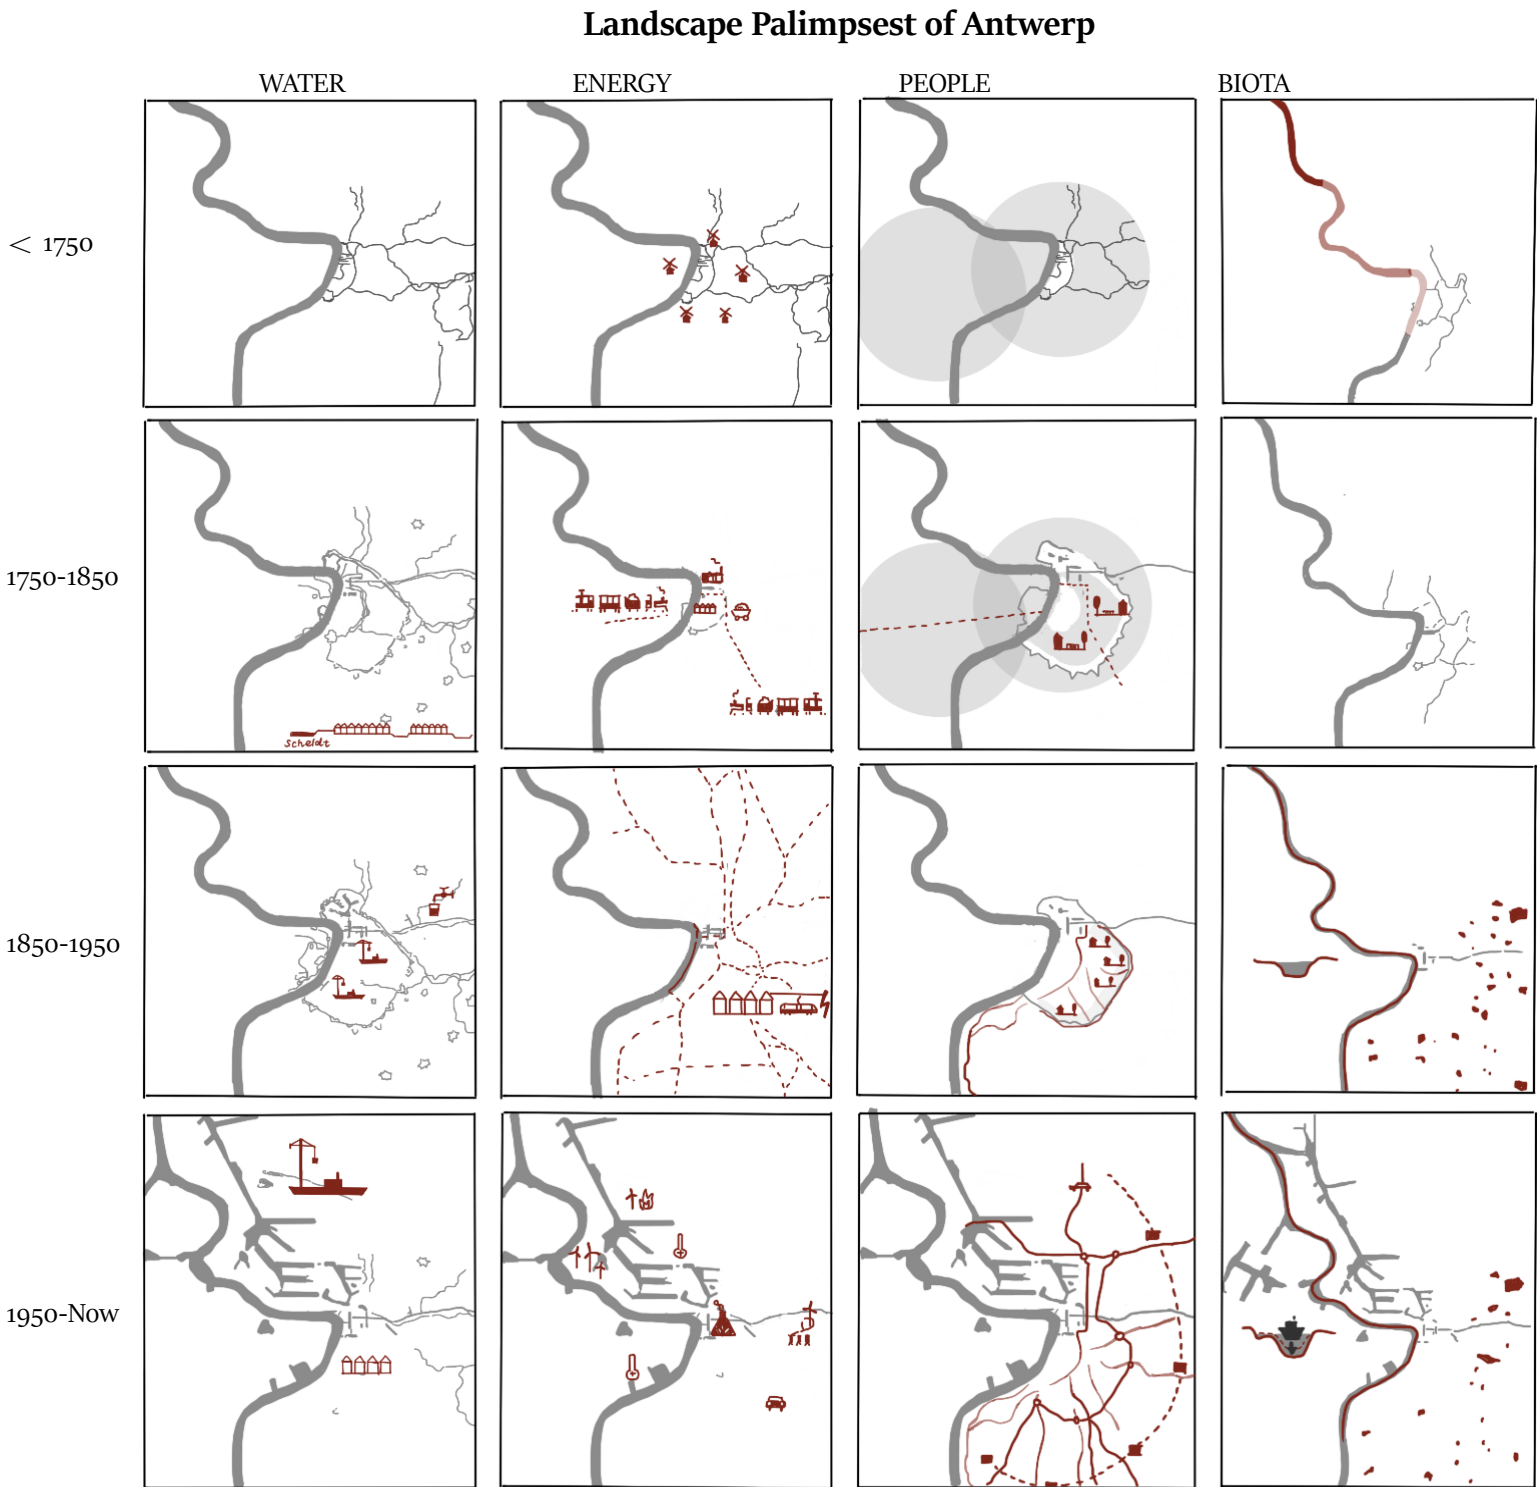 Landscape Palimpsest of Antwerp
WATER ENERGY PEOPLE BIOTA
< 1750
1750-1850
Scheldt
1850-1950
1950-Now